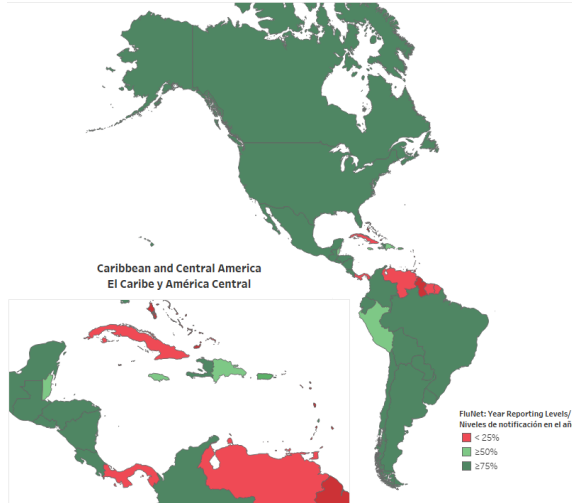 Caribbean and Central America
El Caribe y América Central
FluNet: Year Reporting Levels/
Niveles de notificación en el añ
< 25%
≥50%
≥75%